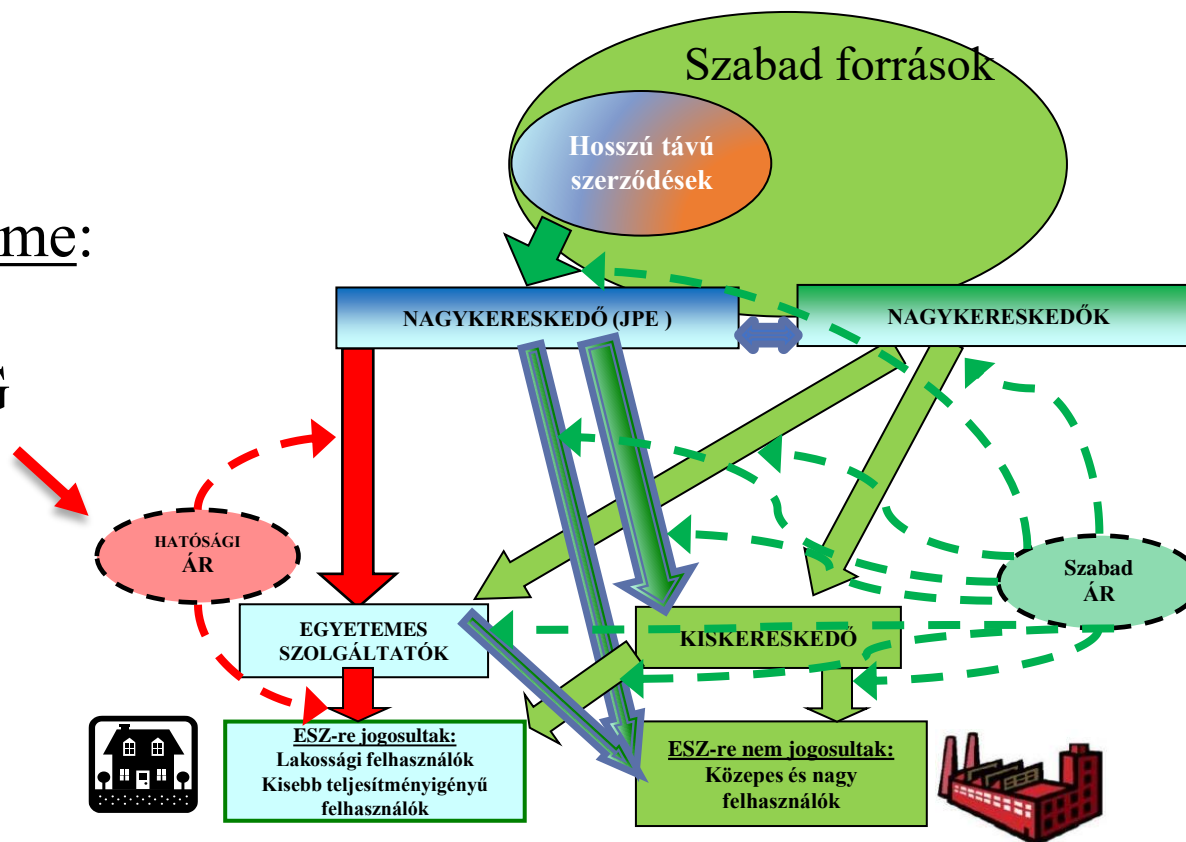 Szabad források
Hosszú távú
szerződések
me:
G
NAGYKERESKEDŐ (JPE )
NAGYKERESKEDŐK
HATÓSÁGI
ÁR
Szabad
ÁR
EGYETEMES
SZOLGÁLTATÓK
KISKERESKEDŐ
ESZ-re jogosultak:
Lakossági felhasználók
Kisebb teljesítményigényű
felhasználók
ESZ-re nem jogosultak:
Közepes és nagy
felhasználók